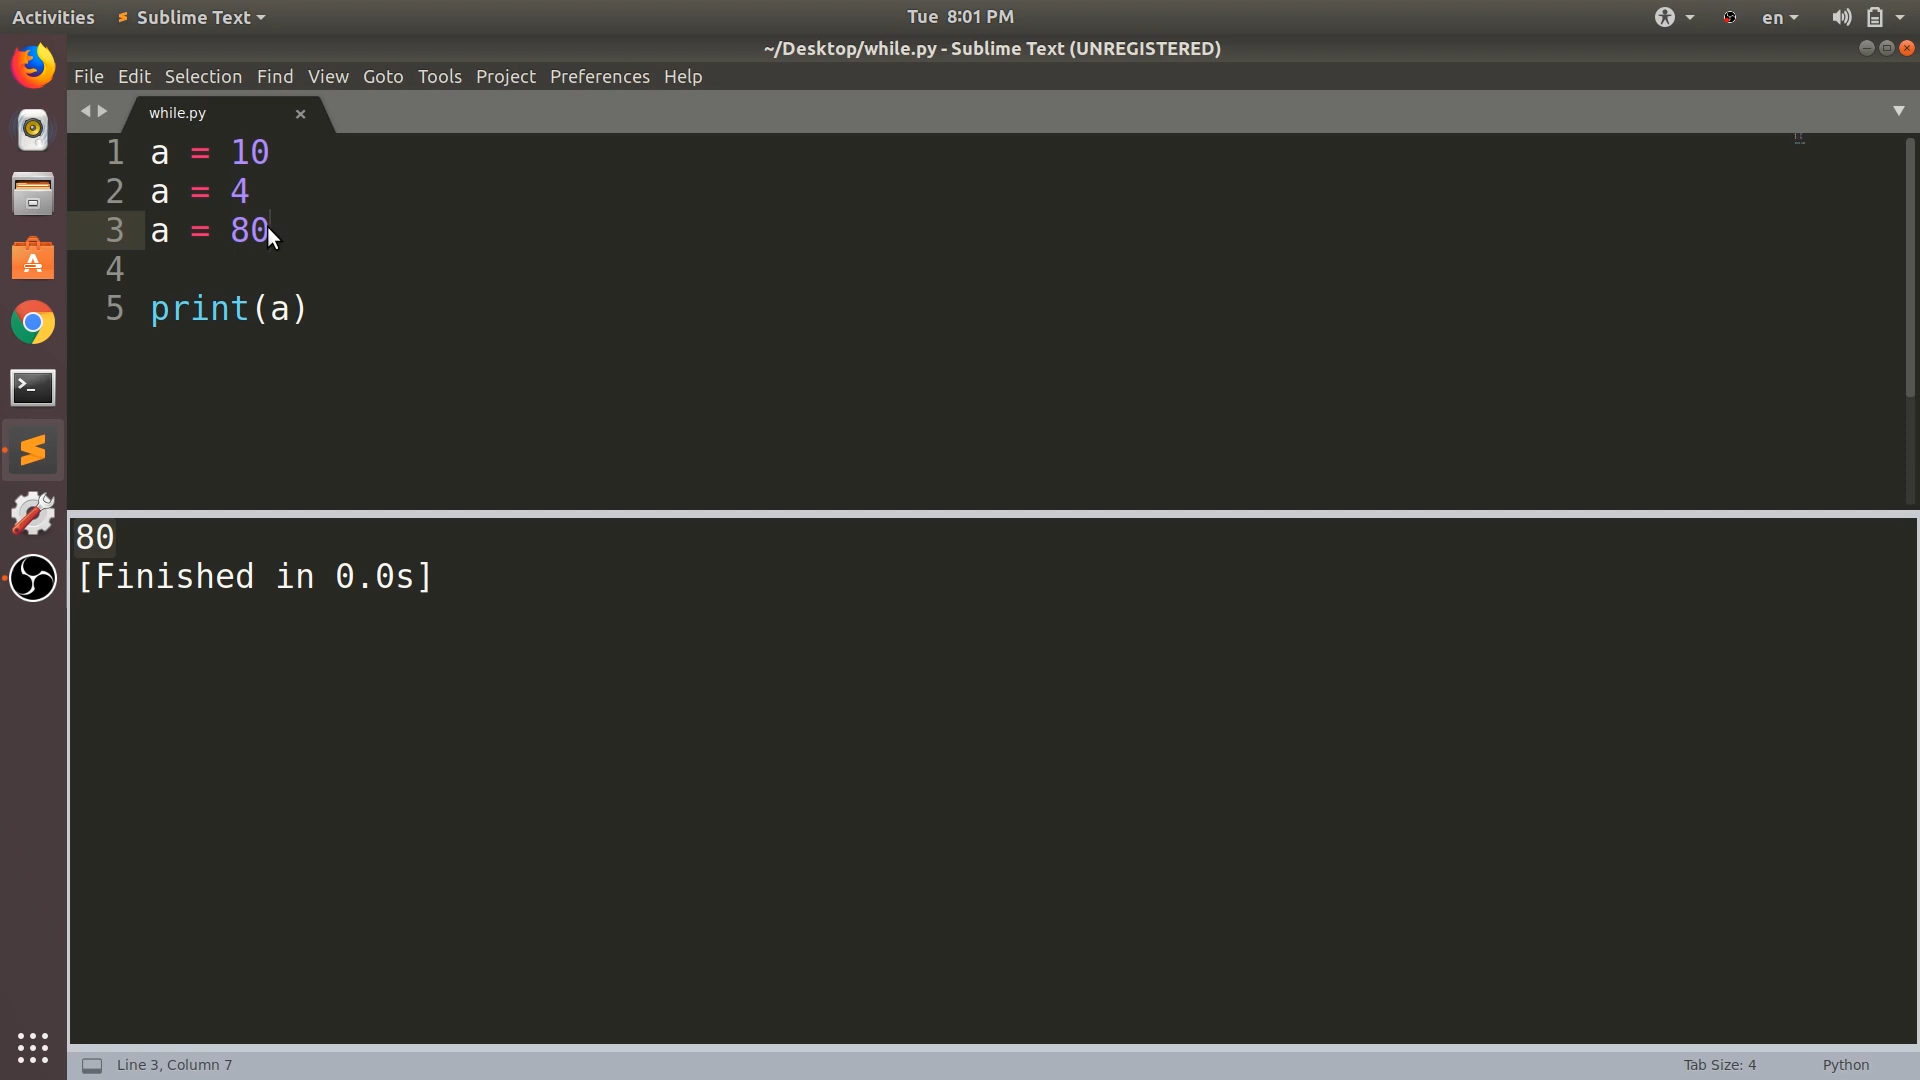 Activities Sublime Text Tue 8:01 PM en
~/Desktop/while.py - Sublime Text (UNREGISTERED)
File Edit Selection Find View Goto Tools Project Preferences Help
while.py
1 a = 10
2 a = 4
3 a = 80
4
5 print(a)
80
[Finished in 0.0s]
Line 3, Column 7 Tab Size: 4 Python